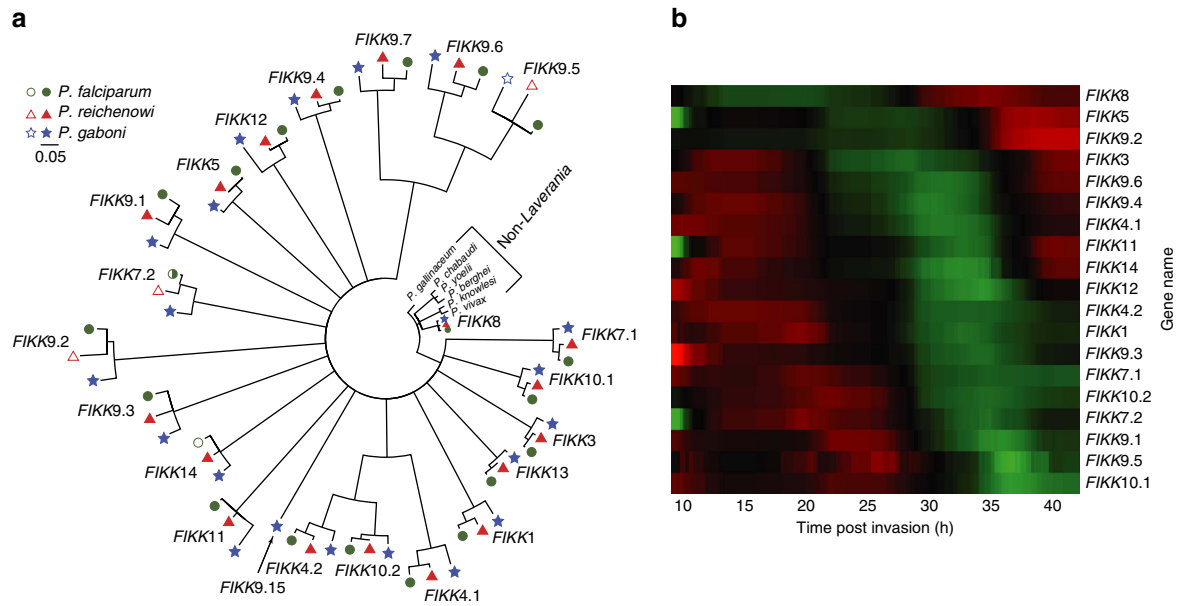 a
P. falciparum
P. reichenowi
P. gaboni
0.05
FIKK9.7
FIKK9.6
FIKK9.5
FIKK9.4
FIKK12
FIKK5
FIKK9.1
FIKK7.2
FIKK9.2
FIKK9.3
FIKK14
FIKK11
FIKK9.15
FIKK4.2
FIKK10.2
FIKK4.1
FIKK1
FIKK13
FIKK3
FIKK10.1
FIKK7.1
FIKK8
Non-Laverania
P. gallinaceum
P. chabaudi
P. yoelii
P. berghei
P. knowlesi
P. vivax
b
FIKK8
FIKK5
FIKK9.2
FIKK3
FIKK9.6
FIKK9.4
FIKK4.1
FIKK11
FIKK14
FIKK12
FIKK4.2
FIKK1
FIKK9.3
FIKK7.1
FIKK10.2
FIKK7.2
FIKK9.1
FIKK9.5
FIKK10.1
Gene name
10 15 20 25 30 35 40
Time post invasion (h)